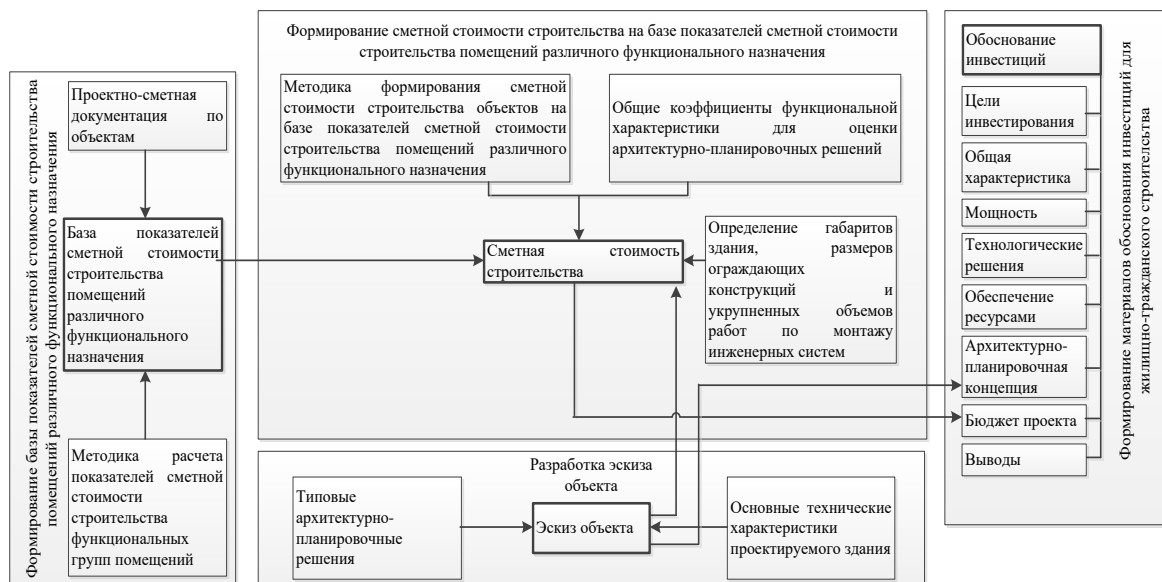 Формирование базы показателей сметной стоимости строительства
помещений различного функционального назначения
Проектно-сметная
документация по
объектам
База показателей
сметной стоимости
строительства
помещений
различного
функционального
назначения
Методика расчета
показателей сметной
стоимости
строительства
функциональных
групп помещений
Формирование сметной стоимости строительства на базе показателей сметной стоимости
строительства помещений различного функционального назначения
Методика формирования сметной
стоимости строительства объектов на
базе показателей сметной стоимости
строительства помещений различного
функционального назначения
Общие коэффициенты функциональной
характеристики для оценки
архитектурно-планировочных решений
Сметная стоимость
строительства
Определение габаритов
здания, размеров
ограждающих
конструкций и
укрупненных объемов
работ по монтажу
инженерных систем
Разработка эскиза
объекта
Типовые
архитектурно-
планировочные
решения
Эскиз объекта
Основные технические
характеристики
проектируемого здания
Обоснование
инвестиций
Цели
инвестирования
Общая
характеристика
Мощность
Технологические
решения
Обеспечение
ресурсами
Архитектурно-
планировочная
концепция
Бюджет проекта
Выводы
Формирование материалов обоснования инвестиций для
жилищно-гражданского строительсьтва